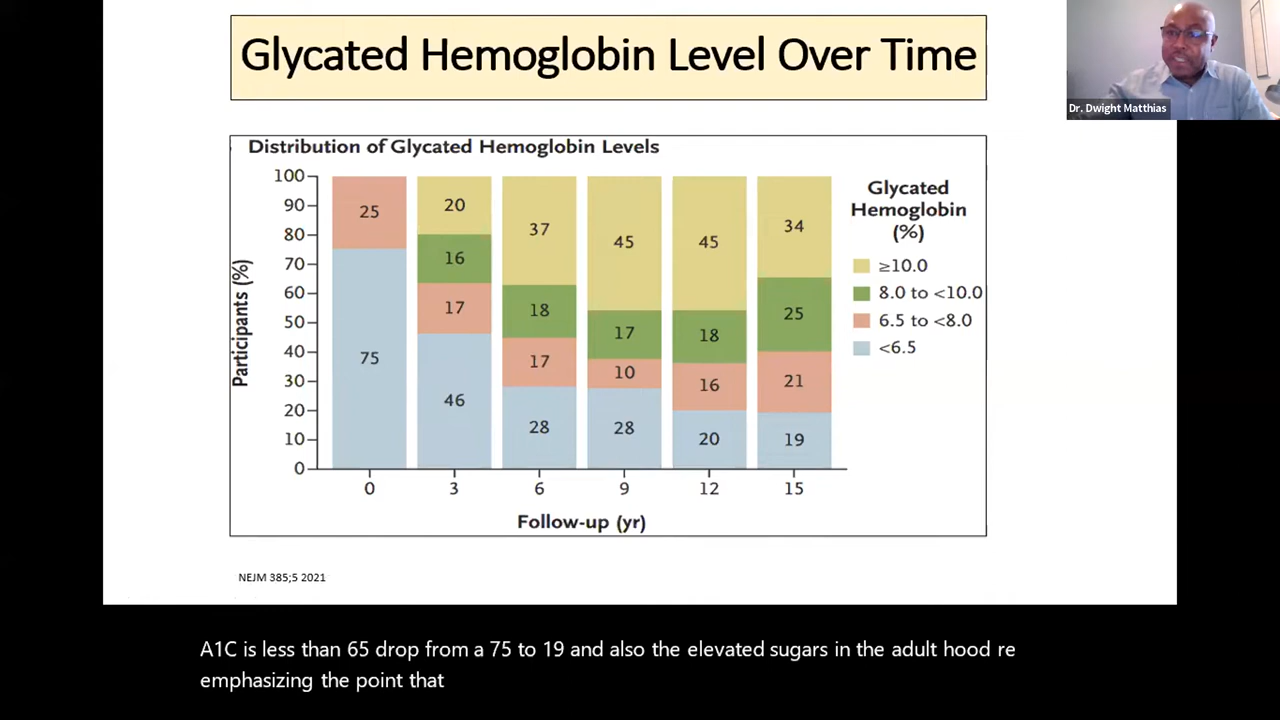 Glycated Hemoglobin Level Over Time
Dr. Dwight Matthias
Distribution of Glycated Hemoglobin Levels
Participants (%)
100
90
80
70
60
50
40
30
20
10
0
25
75
20
16
17
46
37
18
17
28
45
17
10
28
45
18
16
20
34
25
21
19
0 3 6 9 12 15
Follow-up (yr)
Glycated
Hemoglobin
(%)
≥10.0
8.0 to <10.0
6.5 to <8.0
<6.5
NEJM 385;5 2021
A1C is less than 65 drop from a 75 to 19 and also the elevated sugars in the adult hood re
emphasizing the point that